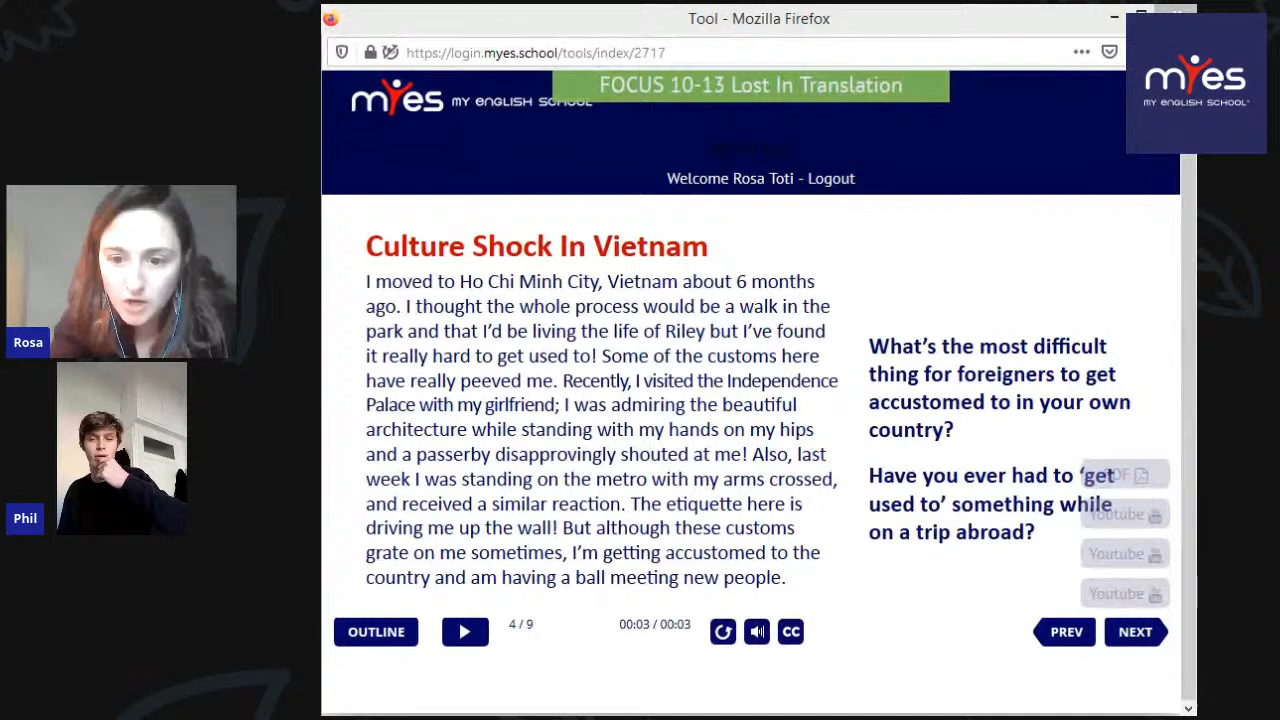 Tool - Mozilla Firefox
https://login.myes.school/tools/index/2717
FOCUS 10-13 Lost In Translation
myes MY ENGLISH SCHOOL
myes
MY ENGLISH SCHOOL
Welcome Rosa Toti - Logout
Rosa
Phil
Culture Shock In Vietnam
I moved to Ho Chi Minh City, Vietnam about 6 months
ago. I thought the whole process would be a walk in the
park and that I'd be living the life of Riley but I've found
it really hard to get used to! Some of the customs here
have really peeved me. Recently, I visited the Independence
Palace with my girlfriend; I was admiring the beautiful
architecture while standing with my hands on my hips
and a passerby disapprovingly shouted at me! Also, last
week I was standing on the metro with my arms crossed,
and received a similar reaction. The etiquette here is
driving me up the wall! But although these customs
grate on me sometimes, I'm getting accustomed to the
country and am having a ball meeting new people.
What's the most difficult
thing for foreigners to get
accustomed to in your own
country?
Have you ever had to 'get
used to' something while
on a trip abroad?
PDF
Youtube
Youtube
Youtube
OUTLINE
4 / 9
00:03 / 00:03
CC
PREV
NEXT